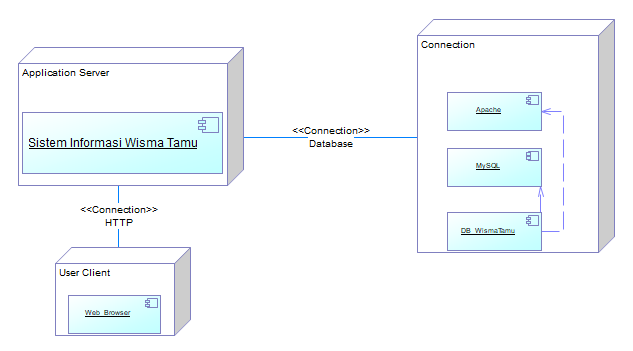 Connection
Application Server
Apache
<<Connection>>
Database
Sistem Informasi Wisma Tamu
MySQL
<<Connection>>
HTTP
DB_WismaTamu
User Client
Web_Browser